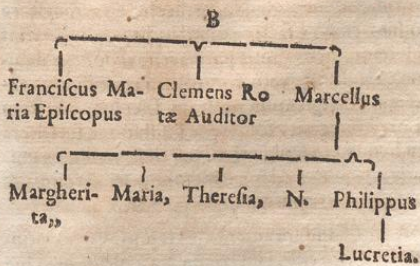 B
Franciſcus Ma- Clemens Ro Marcellus
ria Epiſcopus tæ Auditor
Margheri- Maria, Thereſia, N. Philippus
ta,,
Lucretia.